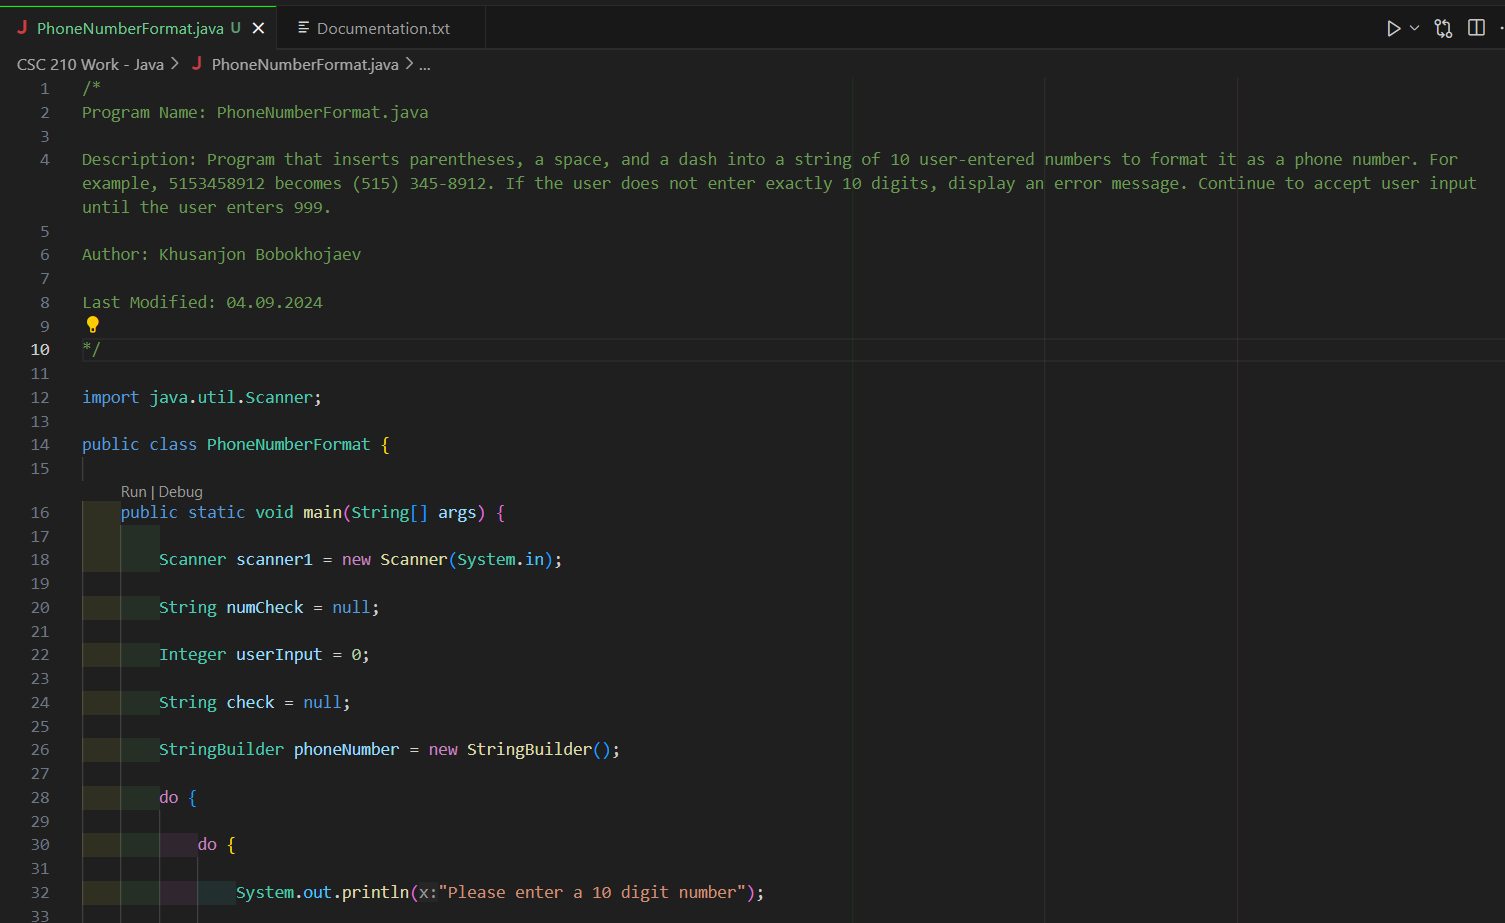 J PhoneNumberFormat.java U × Documentation.txt
CSC 210 Work - Java > J PhoneNumberFormat.java > ...
1 /*
2 Program Name: PhoneNumberFormat.java
3
4 Description: Program that inserts parentheses, a space, and a dash into a string of 10 user-entered numbers to format it as a phone number. For
example, 5153458912 becomes (515) 345-8912. If the user does not enter exactly 10 digits, display an error message. Continue to accept user input
until the user enters 999.
5
6 Author: Khusanjon Bobokhojaev
7
8 Last Modified: 04.09.2024
9
10 */
11
12 import java.util.Scanner;
13
14 public class PhoneNumberFormat {
15
Run | Debug
16 public static void main(String[] args) {
17
18 Scanner scanner1 = new Scanner(System.in);
19
20 String numCheck = null;
21
22 Integer userInput = 0;
23
24 String check = null;
25
26 StringBuilder phoneNumber = new StringBuilder();
27
28 do {
29
30 do {
31
32 System.out.println(x:"Please enter a 10 digit number");
33